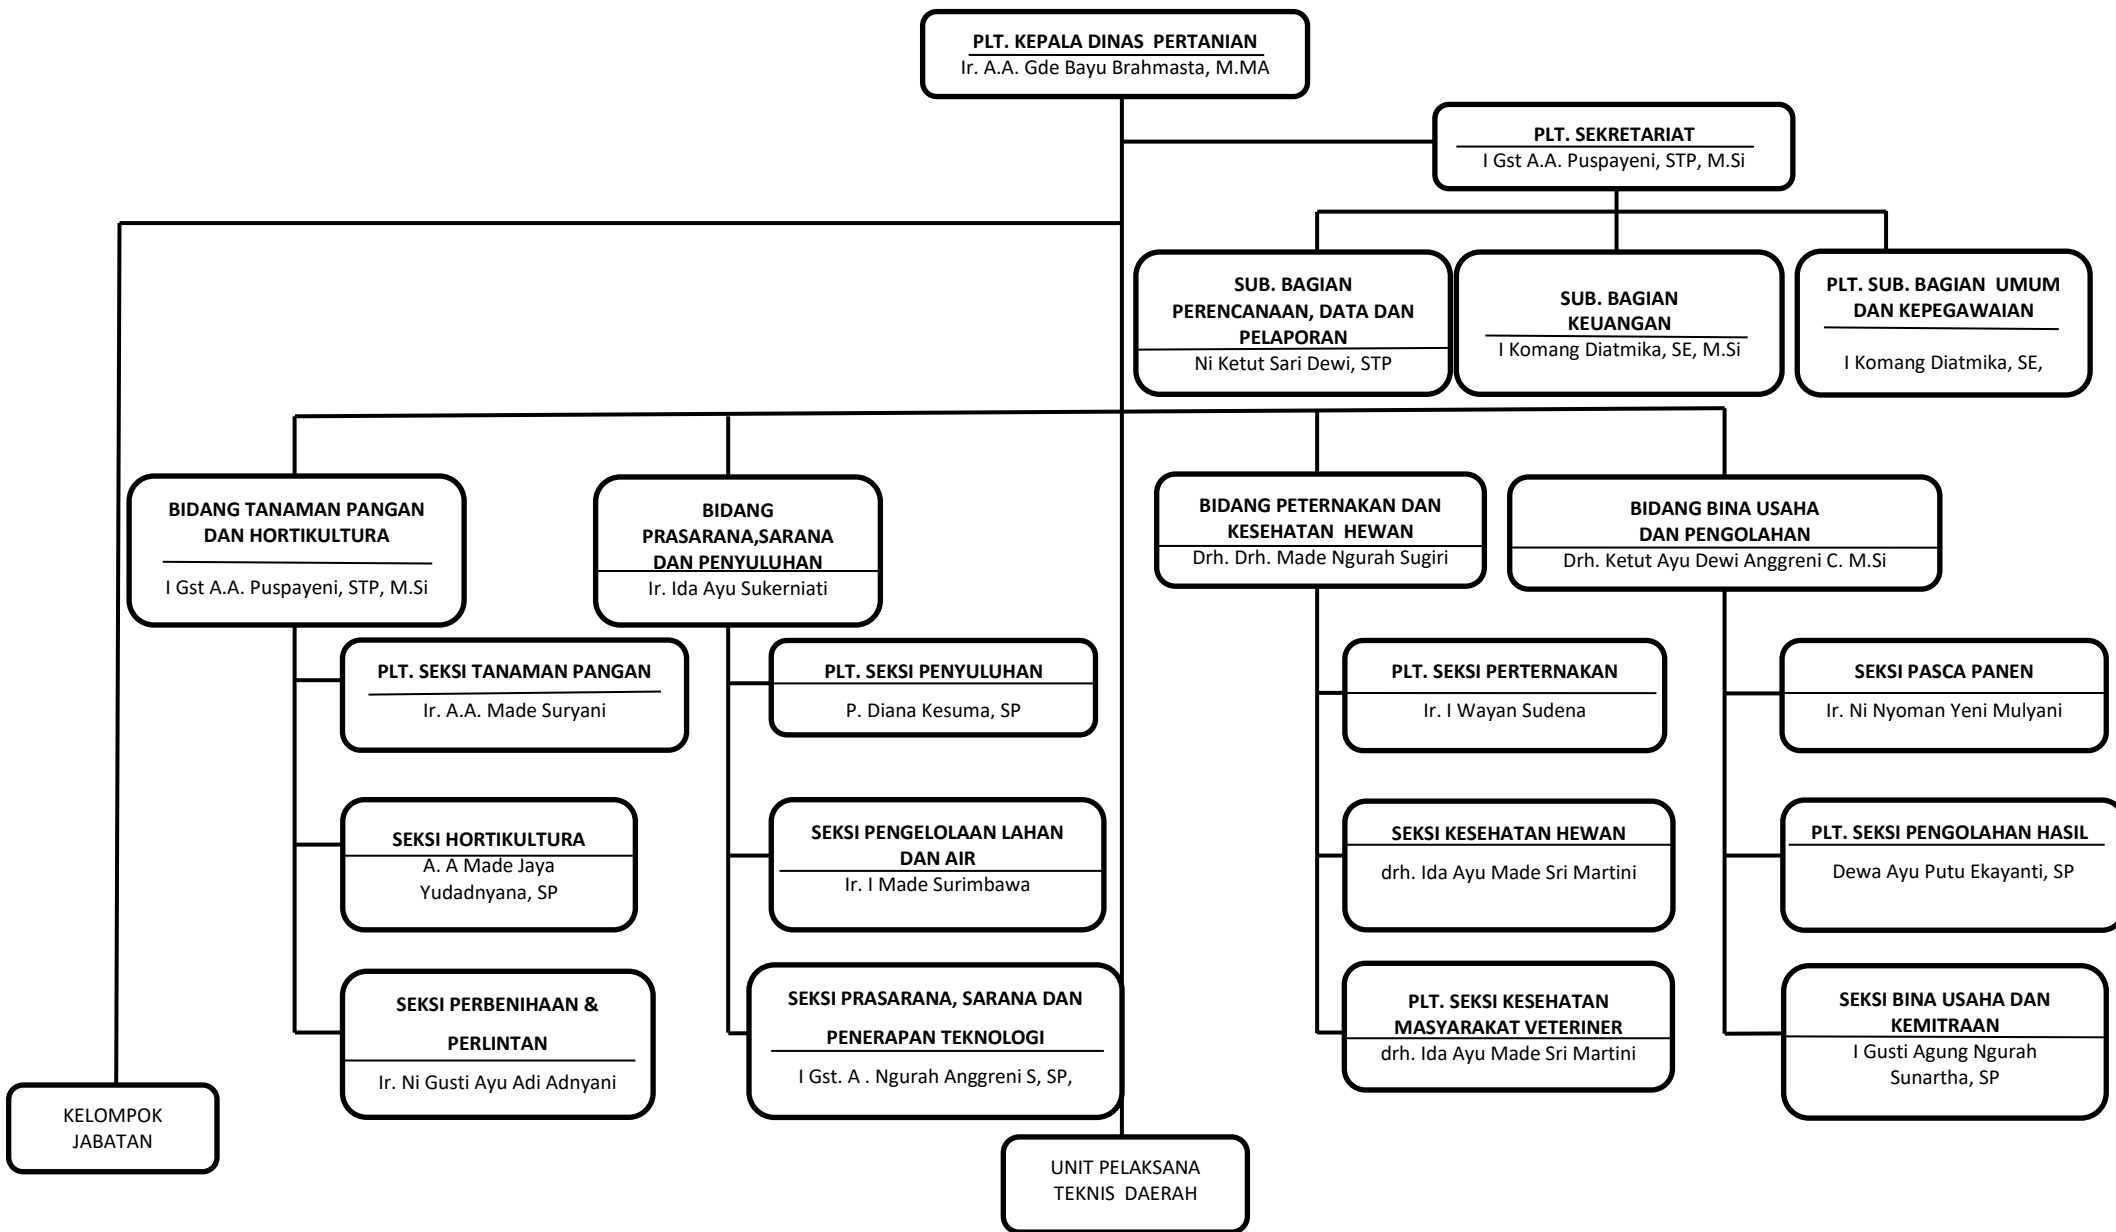 PLT. KEPALA DINAS PERTANIAN
Ir. A.A. Gde Bayu Brahmasta, M.MA
PLT. SEKRETARIAT
I Gst A.A. Puspayeni, STP, M.Si
SUB. BAGIAN
PERENCANAAN, DATA DAN
PELAPORAN
Ni Ketut Sari Dewi, STP
SUB. BAGIAN
KEUANGAN
I Komang Diatmika, SE, M.Si
PLT. SUB. BAGIAN UMUM
DAN KEPEGAWAIAN
I Komang Diatmika, SE,
BIDANG TANAMAN PANGAN
DAN HORTIKULTURA
I Gst A.A. Puspayeni, STP, M.Si
BIDANG
PRASARANA,SARANA
DAN PENYULUHAN
Ir. Ida Ayu Sukerniati
BIDANG PETERNAKAN DAN
KESEHATAN HEWAN
Drh. Drh. Made Ngurah Sugiri
BIDANG BINA USAHA
DAN PENGOLAHAN
Drh. Ketut Ayu Dewi Anggreni C. M.Si
PLT. SEKSI TANAMAN PANGAN
Ir. A.A. Made Suryani
PLT. SEKSI PENYULUHAN
P. Diana Kesuma, SP
PLT. SEKSI PERTERNAKAN
Ir. I Wayan Sudena
SEKSI PASCA PANEN
Ir. Ni Nyoman Yeni Mulyani
SEKSI HORTIKULTURA
A. A Made Jaya
Yudadnyana, SP
SEKSI PENGELOLAAN LAHAN
DAN AIR
Ir. I Made Surimbawa
SEKSI KESEHATAN HEWAN
drh. Ida Ayu Made Sri Martini
PLT. SEKSI PENGOLAHAN HASIL
Dewa Ayu Putu Ekayanti, SP
SEKSI PERBENIHAAN &
PERLINTAN
Ir. Ni Gusti Ayu Adi Adnyani
SEKSI PRASARANA, SARANA DAN
PENERAPAN TEKNOLOGI
I Gst. A . Ngurah Anggreni S, SP,
PLT. SEKSI KESEHATAN
MASYARAKAT VETERINER
drh. Ida Ayu Made Sri Martini
SEKSI BINA USAHA DAN
KEMITRAAN
I Gusti Agung Ngurah
Sunartha, SP
KELOMPOK
JABATAN
UNIT PELAKSANA
TEKNIS DAERAH